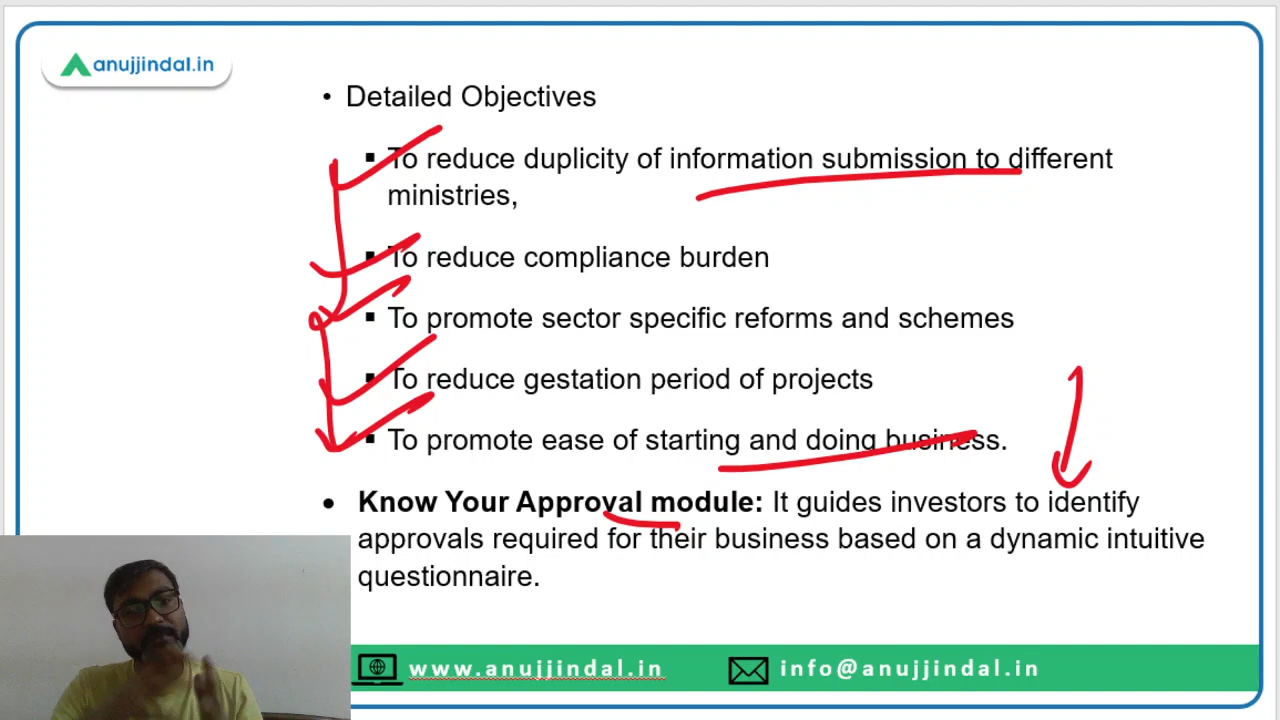 anujjindal.in
• Detailed Objectives
▪ To reduce duplicity of information submission to different
ministries,
▪ To reduce compliance burden
▪ To promote sector specific reforms and schemes
▪ To reduce gestation period of projects
▪ To promote ease of starting and doing business.
• Know Your Approval module: It guides investors to identify
approvals required for their business based on a dynamic intuitive
questionnaire.
www.anujjindal.in
info@anujjindal.in